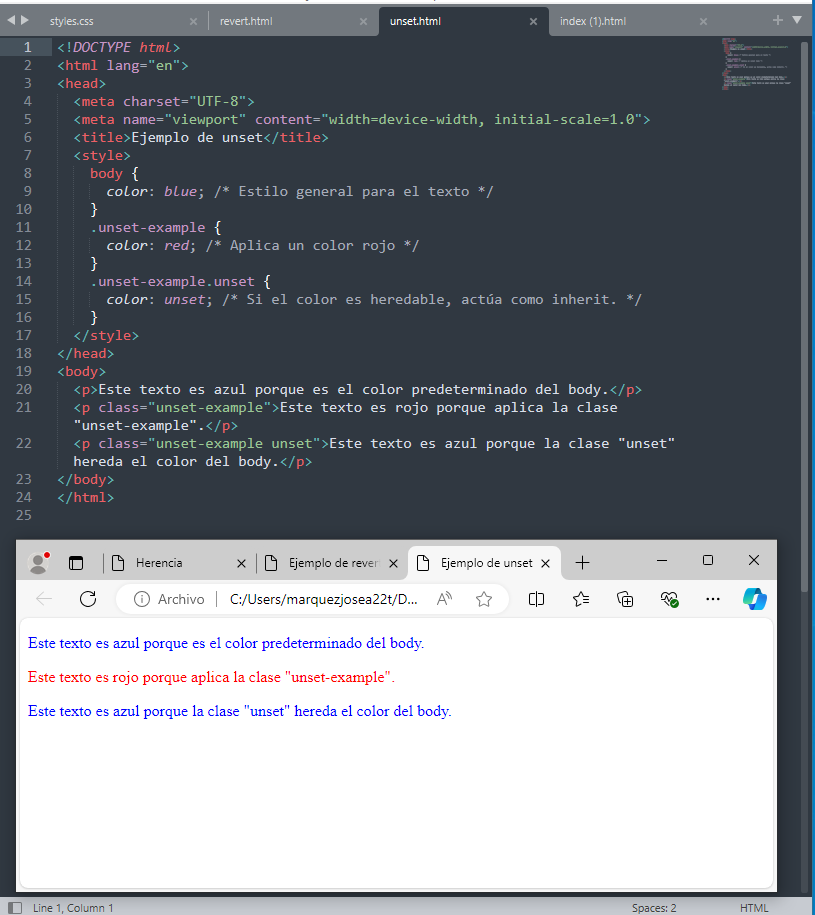 styles.css × revert.html × unset.html × index (1).html × +
1 <!DOCTYPE html>
2 <html lang="en">
3 <head>
4 <meta charset="UTF-8">
5 <meta name="viewport" content="width=device-width, initial-scale=1.0">
6 <title>Ejemplo de unset</title>
7 <style>
8 body {
9 color: blue; /* Estilo general para el texto */
10 }
11 .unset-example {
12 color: red; /* Aplica un color rojo */
13 }
14 .unset-example.unset {
15 color: unset; /* Si el color es heredable, actúa como inherit. */
16 }
17 </style>
18 </head>
19 <body>
20 <p>Este texto es azul porque es el color predeterminado del body.</p>
21 <p class="unset-example">Este texto es rojo porque aplica la clase
"unset-example".</p>
22 <p class="unset-example unset">Este texto es azul porque la clase "unset"
hereda el color del body.</p>
23 </body>
24 </html>
25
Herencia × Ejemplo de rever × Ejemplo de unset ×
Archivo C:/Users/marquezjosea22t/D...
Este texto es azul porque es el color predeterminado del body.
Este texto es rojo porque aplica la clase "unset-example".
Este texto es azul porque la clase "unset" hereda el color del body.
Line 1, Column 1 Spaces: 2 HTML